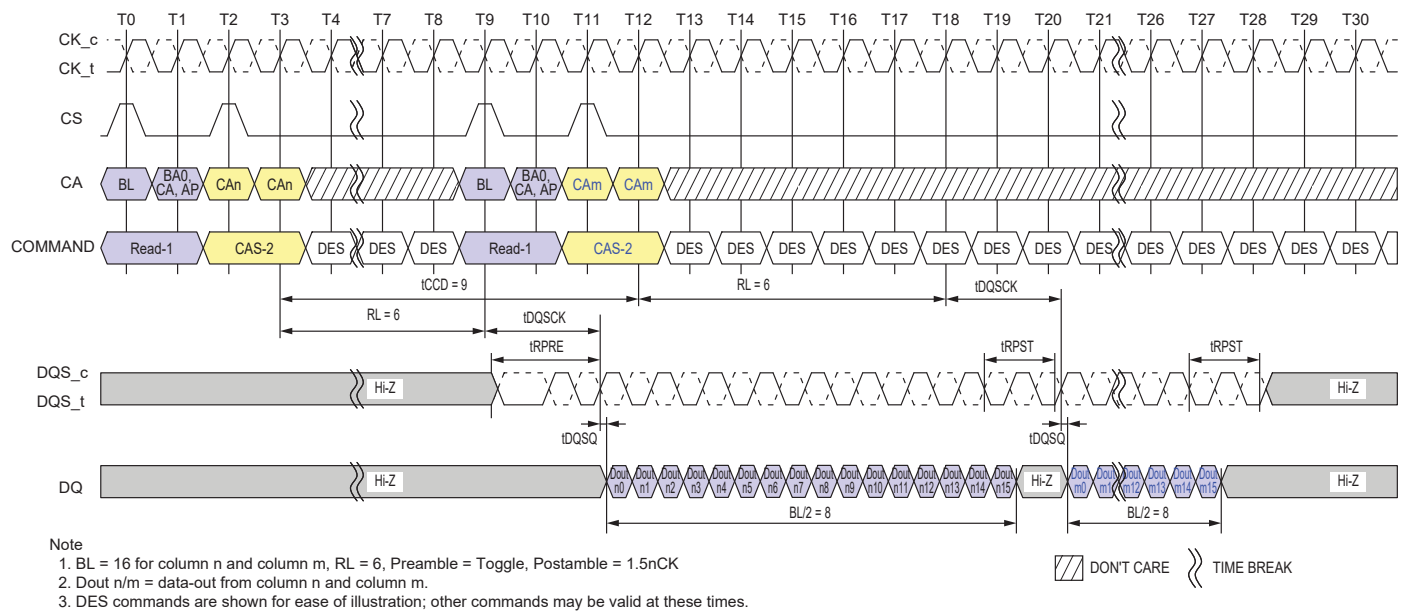 T0 T1 T2 T3 T4 T7 T8 T9 T10 T11 T12 T13 T14 T15 T16 T17 T18 T19 T20 T21 T26 T27 T28 T29 T30
CK_c
CK_t
CS
CA BL BA0, CA, AP CAn CAn BL BA0, CA, AP CAm CAm
COMMAND Read-1 CAS-2 DES DES DES Read-1 CAS-2 DES DES DES DES DES DES DES DES DES DES DES DES DES DES
tCCD = 9 RL = 6 tDQSCK
RL = 6 tDQSCK
tRPRE tRPST tRPST
DQS_c
DQS_t
Hi-Z Hi-Z
tDQSQ tDQSQ
DQ Hi-Z Dout n0 Dout n1 Dout n2 Dout n3 Dout n4 Dout n5 Dout n6 Dout n7 Dout n8 Dout n9 Dout n10 Dout n11 Dout n12 Dout n13 Dout n14 Dout n15 Hi-Z Dout m0 Dout m1 Dout m12 Dout m13 Dout m14 Dout m15 Hi-Z
BL/2 = 8 BL/2 = 8
Note
1. BL = 16 for column n and column m, RL = 6, Preamble = Toggle, Postamble = 1.5nCK
2. Dout n/m = data-out from column n and column m.
3. DES commands are shown for ease of illustration; other commands may be valid at these times.
DON'T CARE TIME BREAK